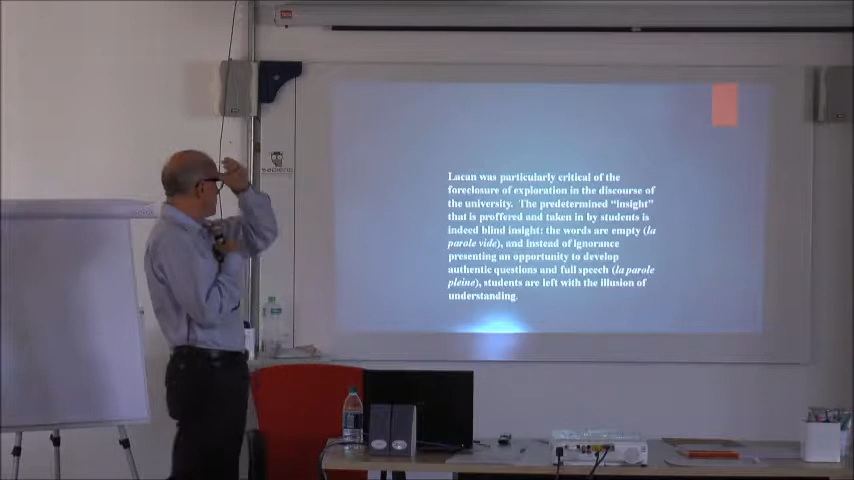 Lacan was particularly critical of the
foreclosure of exploration in the discourse of
the university.  The predetermined “insight”
that is proffered and taken in by students is
indeed blind insight: the words are empty (la
parole vide), and instead of ignorance
presenting an opportunity to develop
authentic questions and full speech (la parole
pleine), students are left with the illusion of
understanding.